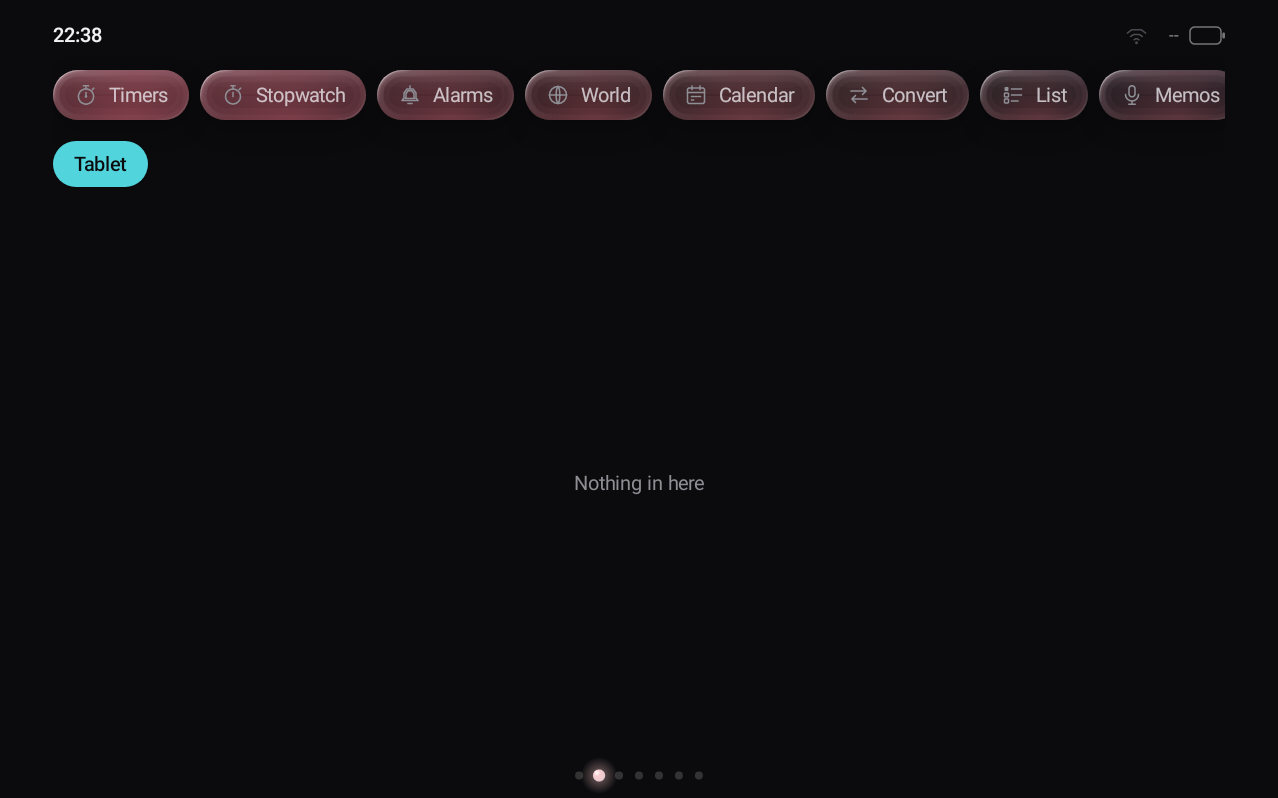 22:38
--
Timers Stopwatch Alarms World Calendar Convert List Memos
Tablet
Nothing in here